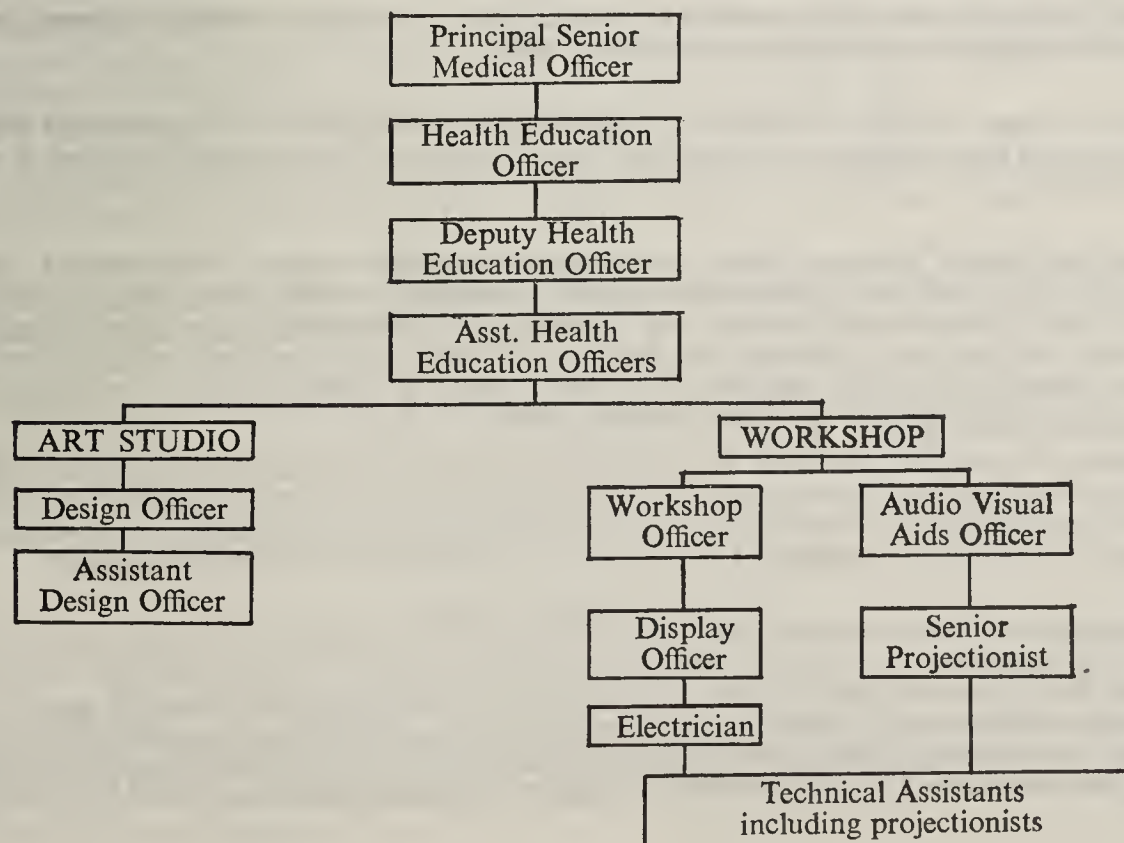 Principal Senior
Medical Officer
Health Education
Officer
Deputy Health
Education Officer
Asst. Health
Education Officers
ART STUDIO
Design Officer
Assistant
Design Officer
WORKSHOP
Workshop
Officer
Display
Officer
Electrician
Audio Visual
Aids Officer
Senior
Projectionist
Technical Assistants
including projectionists